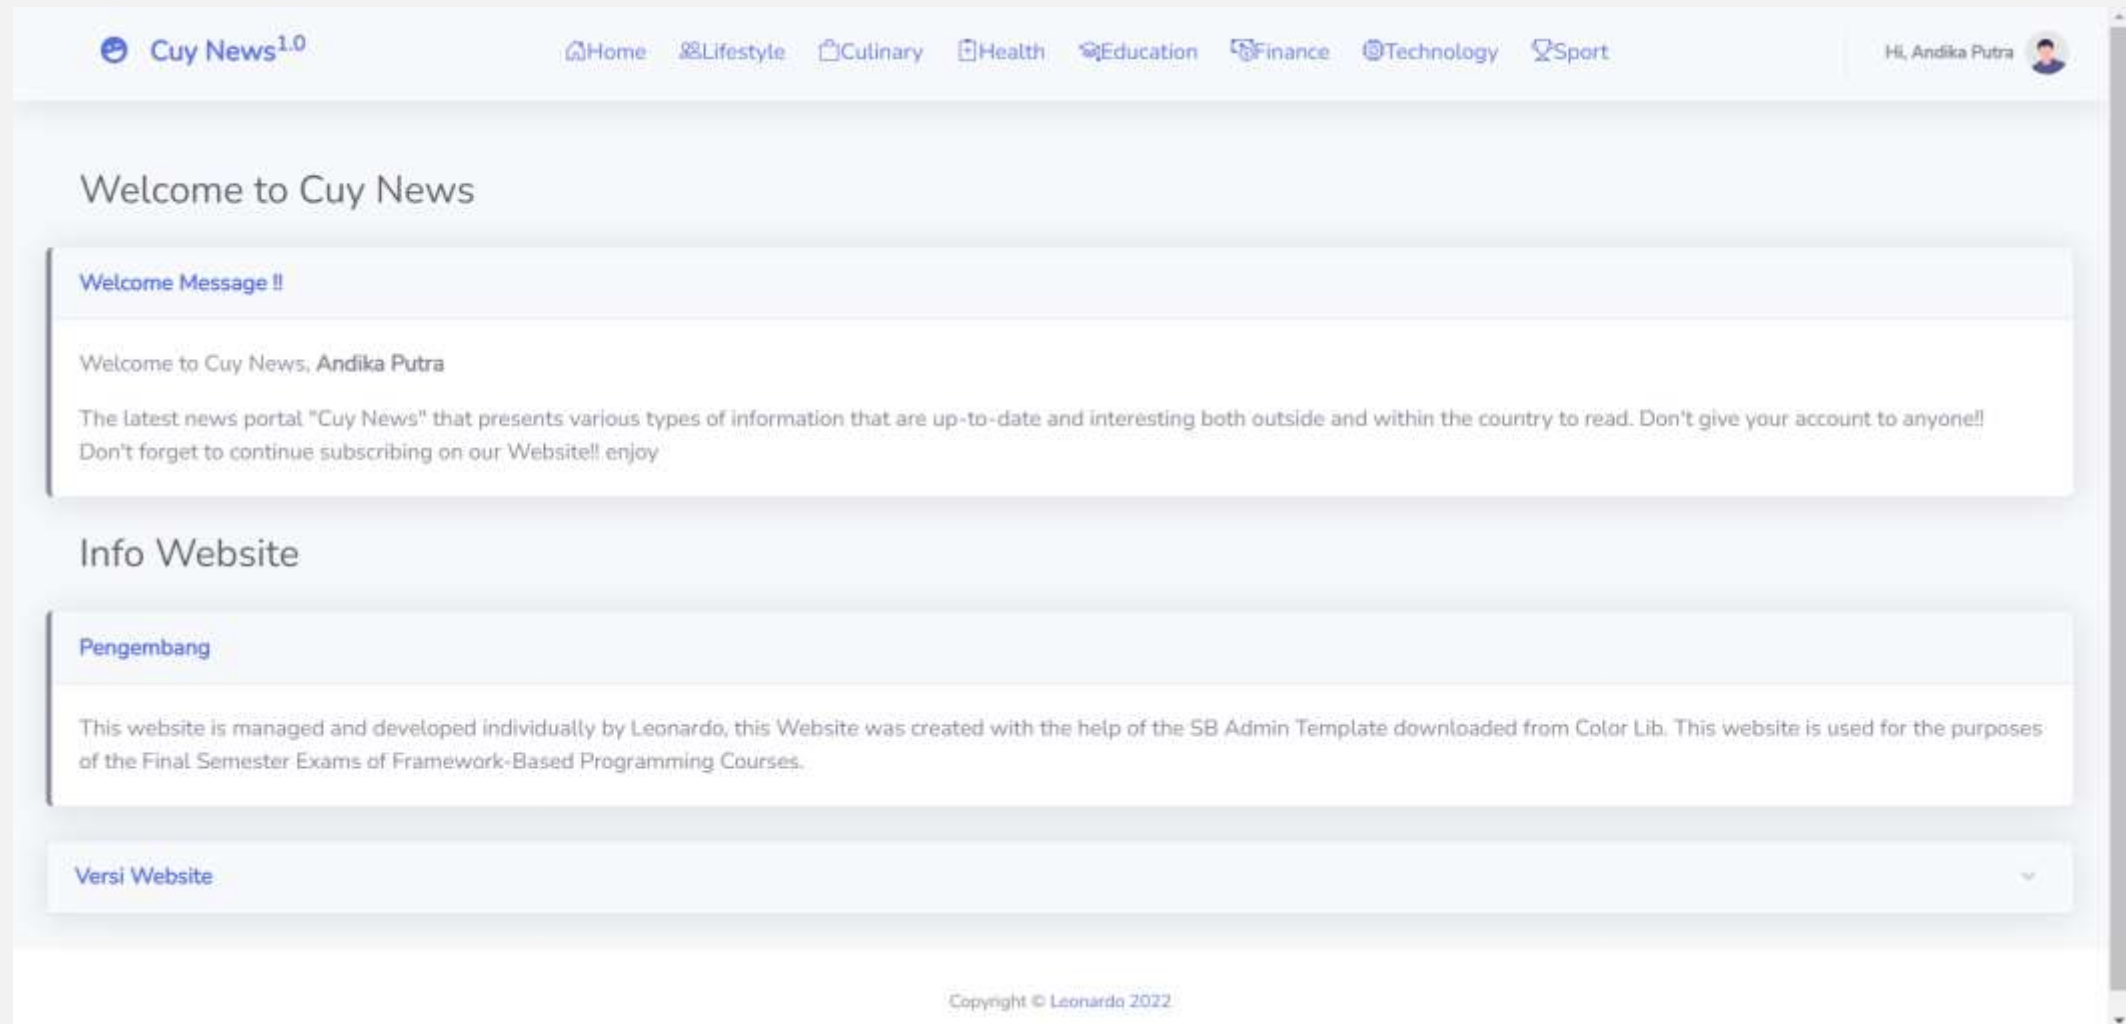 Cuy News1.0
Home Lifestyle Culinary Health Education Finance Technology Sport
Hi, Andika Putra
Welcome to Cuy News
Welcome Message !!
Welcome to Cuy News, Andika Putra
The latest news portal "Cuy News" that presents various types of information that are up-to-date and interesting both outside and within the country to read. Don't give your account to anyone!!
Don't forget to continue subscribing on our Website!! enjoy
Info Website
Pengembang
This website is managed and developed individually by Leonardo, this Website was created with the help of the SB Admin Template downloaded from Color Lib. This website is used for the purposes
of the Final Semester Exams of Framework-Based Programming Courses.
Versi Website
Copyright © Leonardo 2022